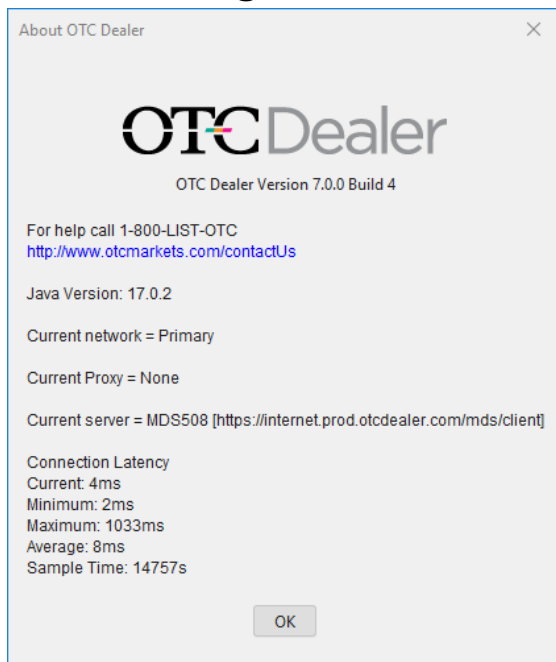 About OTC Dealer
OTC Dealer
OTC Dealer Version 7.0.0 Build 4
For help call 1-800-LIST-OTC
http://www.otcmarkets.com/contactUs
Java Version: 17.0.2
Current network = Primary
Current Proxy = None
Current server = MDS508 [https://internet.prod.otcdealer.com/mds/client]
Connection Latency
Current: 4ms
Minimum: 2ms
Maximum: 1033ms
Average: 8ms
Sample Time: 14757s
OK